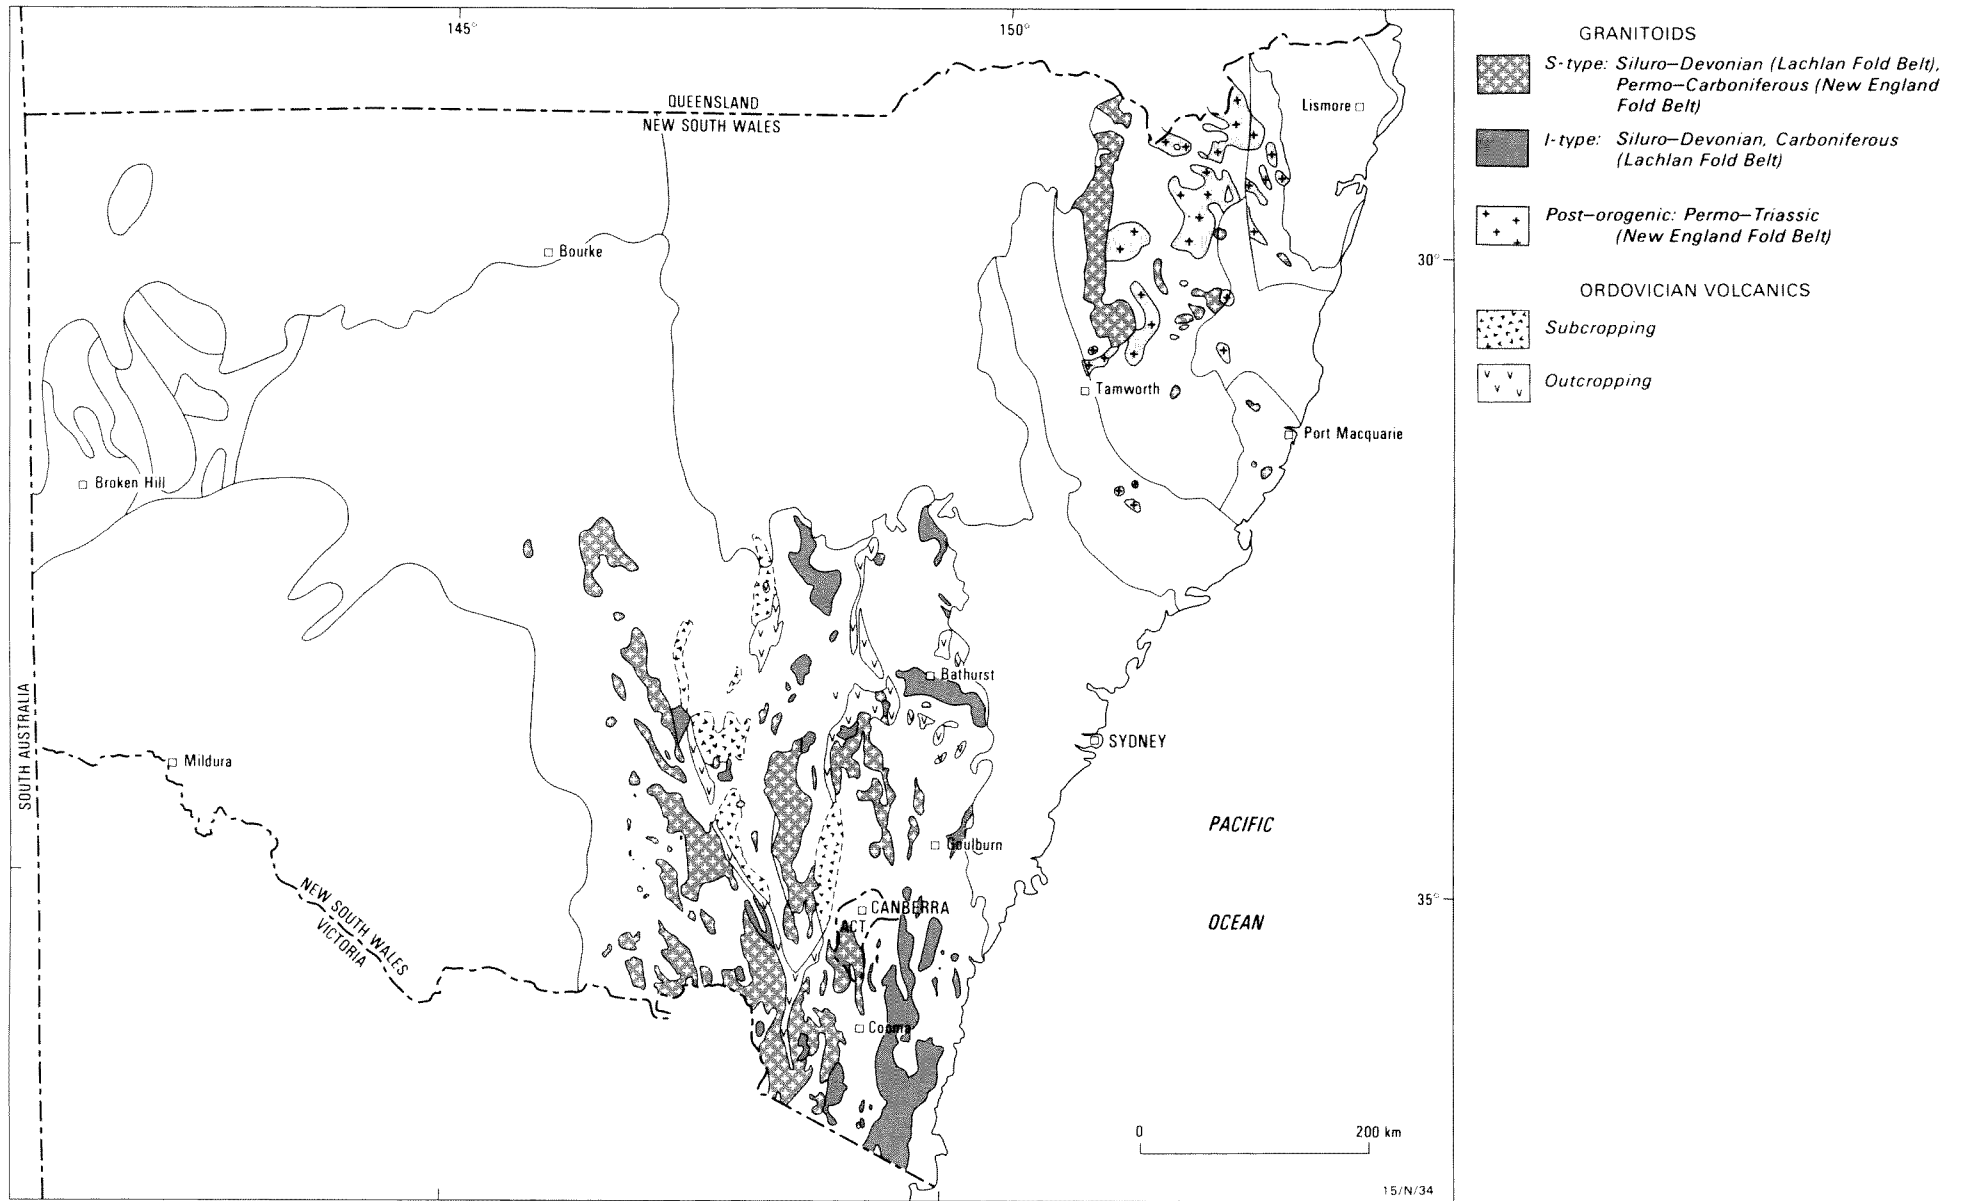 145°
150°
QUEENSLAND
NEW SOUTH WALES
Lismore
Bourke
30°
Tamworth
Port Macquarie
Broken Hill
Bathurst
SOUTH AUSTRALIA
Mildura
SYDNEY
PACIFIC
Goulburn
NEW SOUTH WALES
VICTORIA
CANBERRA
ACT
35°
OCEAN
Cooma
0
200 km
15/N/34
GRANITOIDS
S-type: Siluro–Devonian (Lachlan Fold Belt),
Permo–Carboniferous (New England
Fold Belt)
I-type: Siluro–Devonian, Carboniferous
(Lachlan Fold Belt)
Post–orogenic: Permo–Triassic
(New England Fold Belt)
ORDOVICIAN VOLCANICS
Subcropping
Outcropping